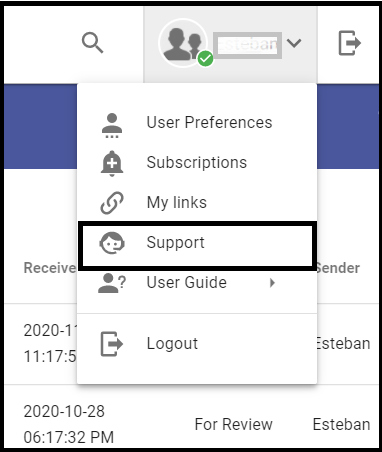 Esteban
User Preferences
Subscriptions
My links
Support
Receive
Sender
User Guide
2020-11
11:17:5
Esteban
Logout
2020-10-28
06:17:32 PM
For Review
Esteban